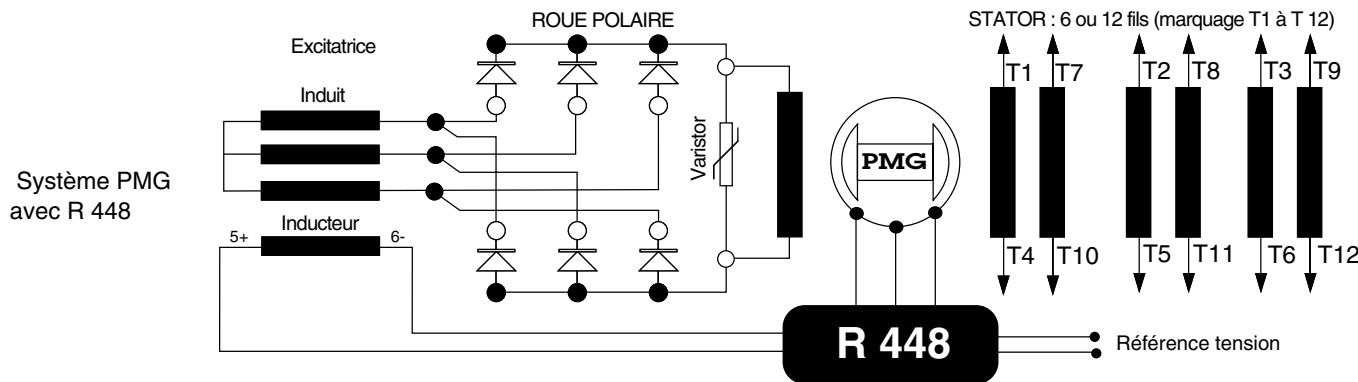 ROUE POLAIRE
STATOR : 6 ou 12 fils (marquage T1 à T 12)
Excitatrice
T1
T7
T2
T8
T3
T9
Induit
Varistor
PMG
Système PMG
avec R 448
Inducteur
5+
6-
T4
T10
T5
T11
T6
T12
R 448
Référence tension